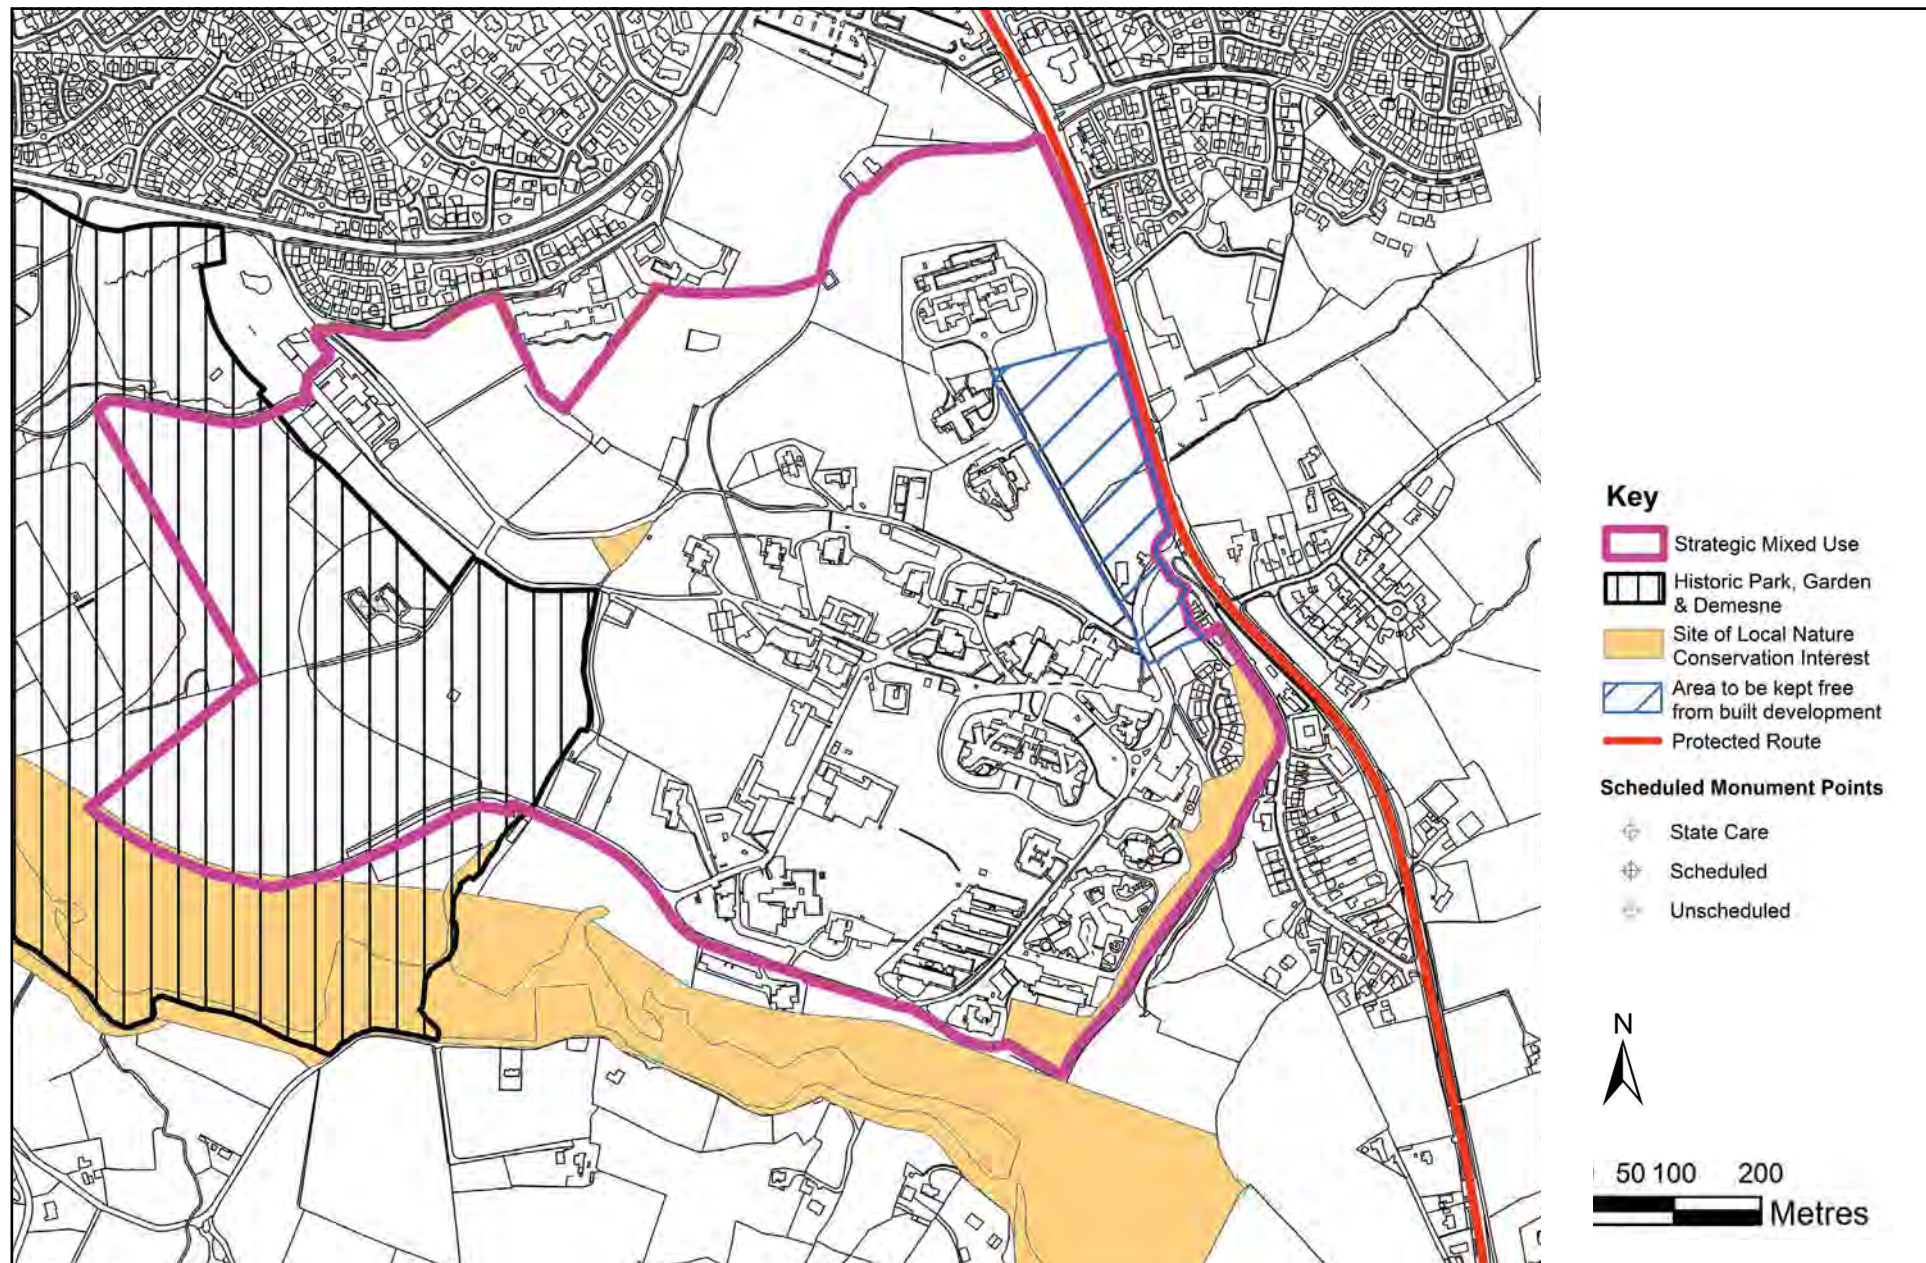 Key
Strategic Mixed Use
Historic Park, Garden
& Demesne
Site of Local Nature
Conservation Interest
Area to be kept free
from built development
Protected Route
Scheduled Monument Points
State Care
Scheduled
Unscheduled
N
50 100 200
Metres